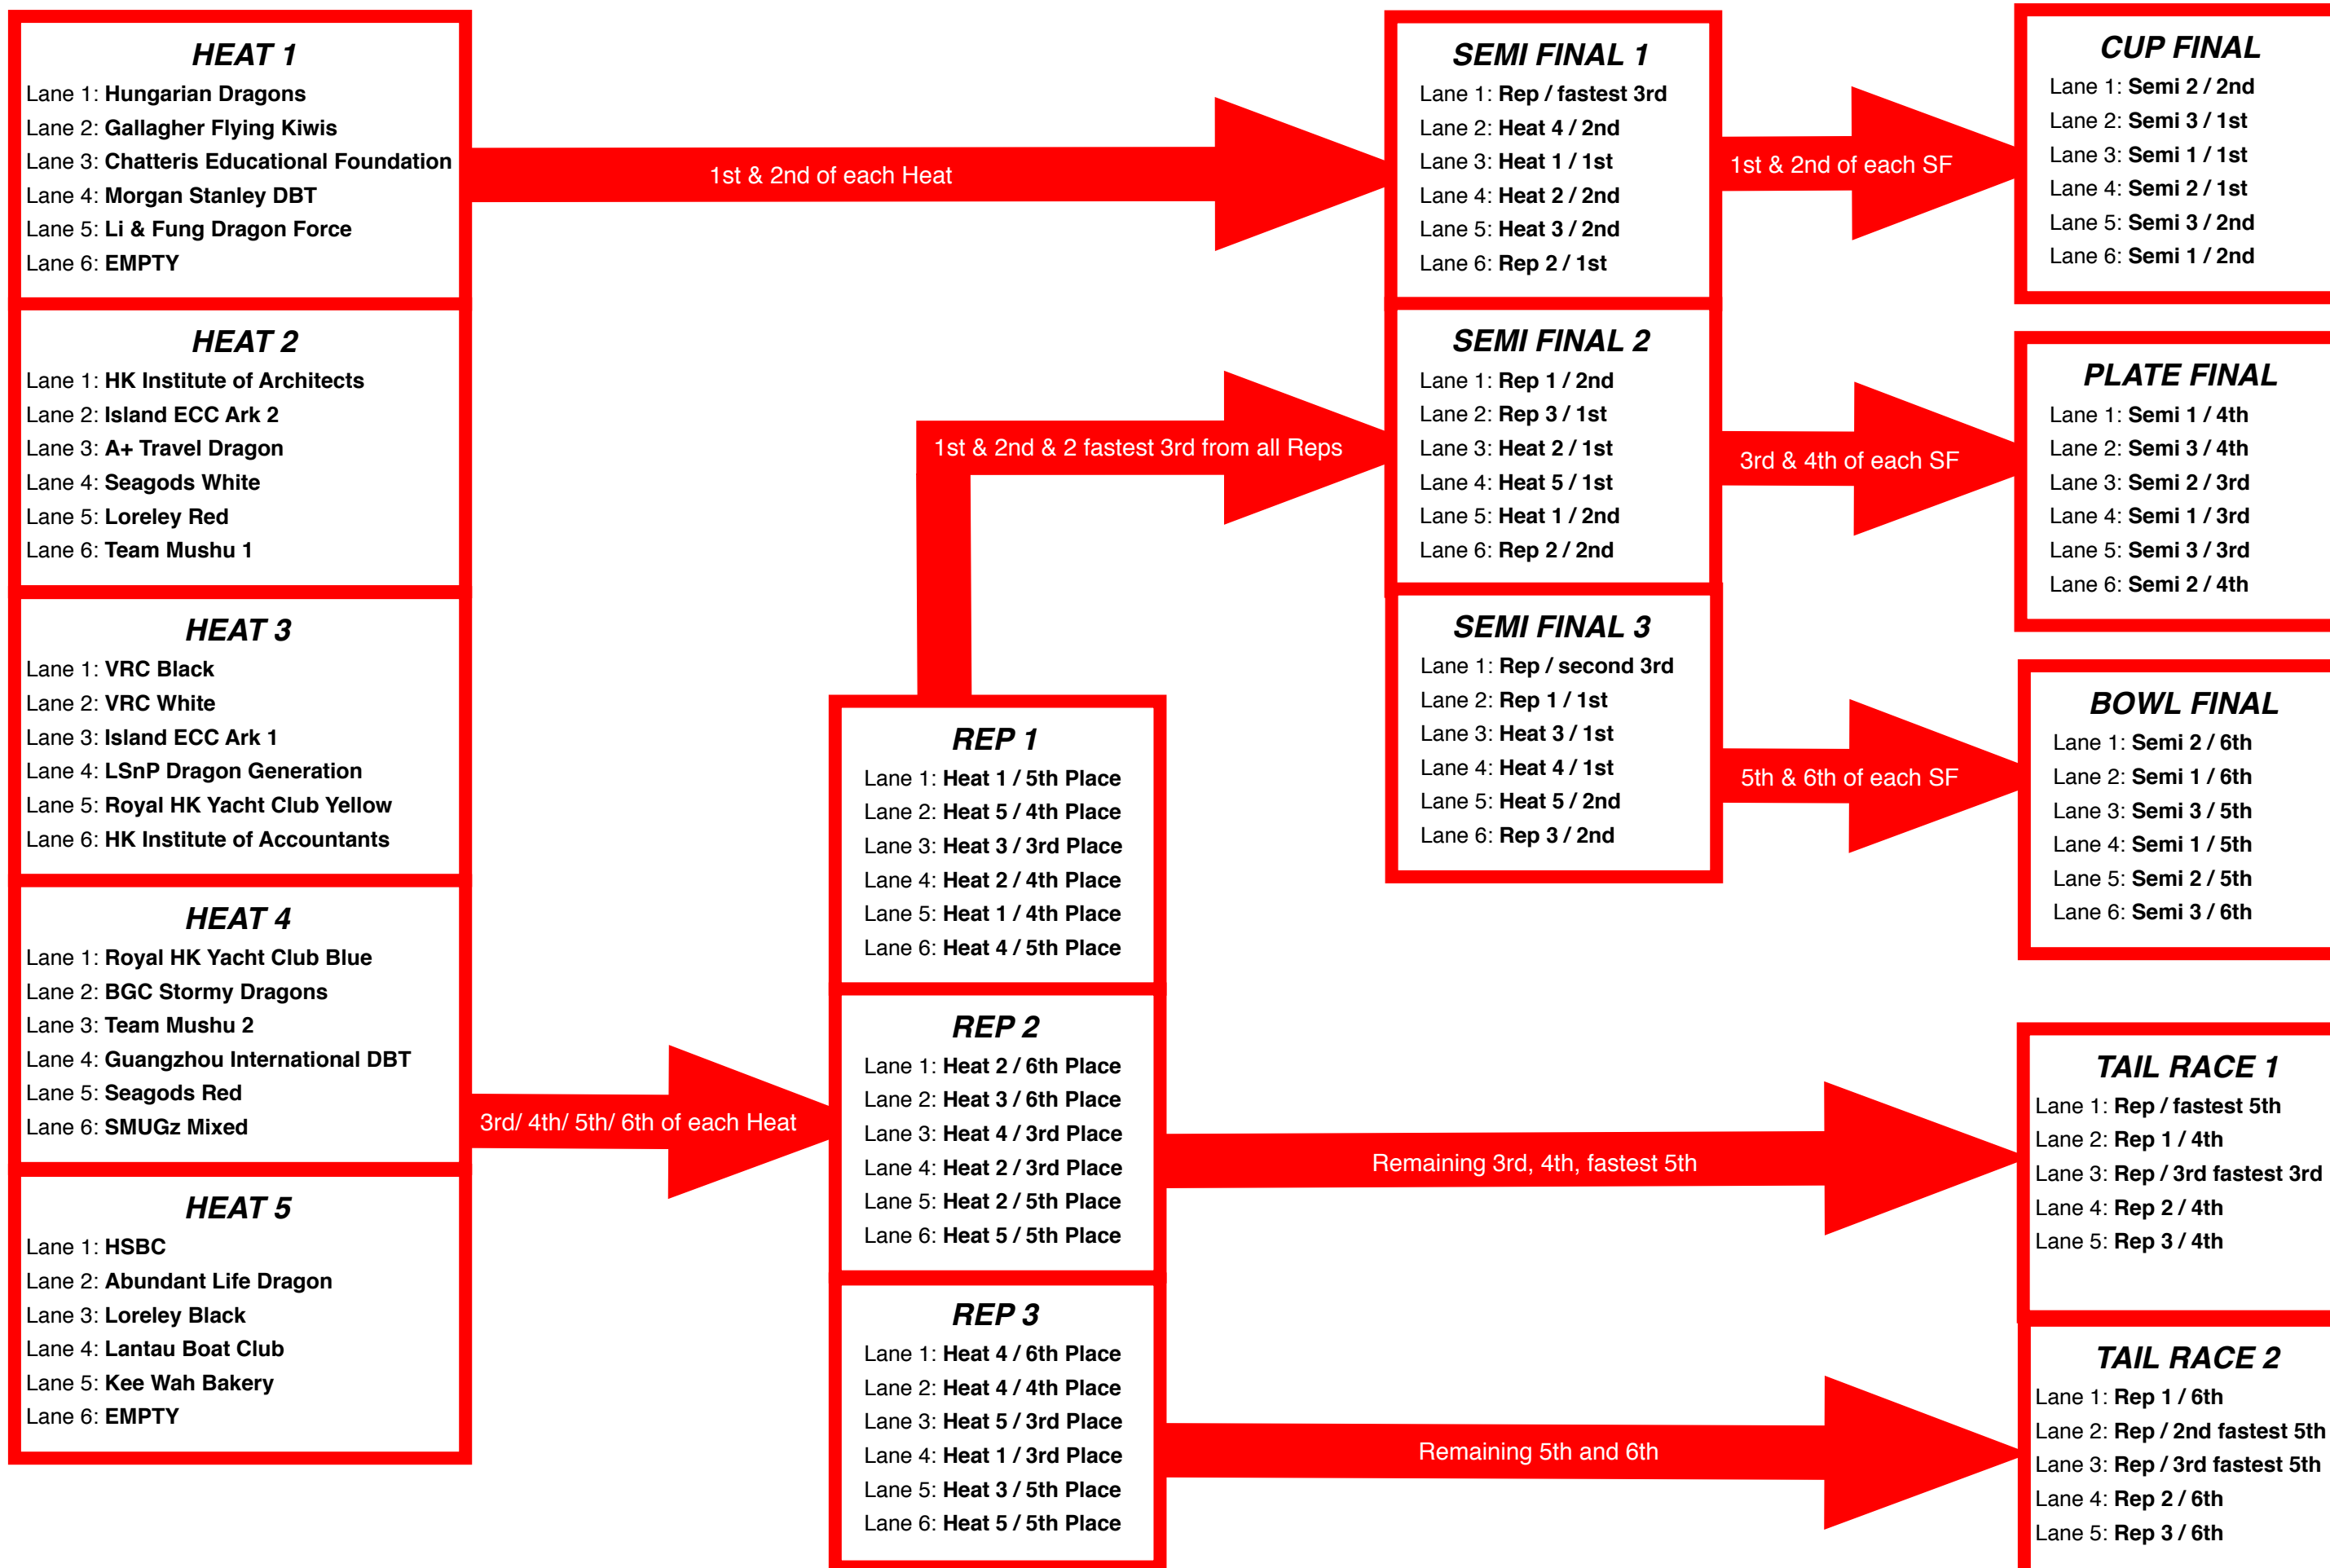 HEAT 1
Lane 1: Hungarian Dragons
Lane 2: Gallagher Flying Kiwis
Lane 3: Chatteris Educational Foundation
Lane 4: Morgan Stanley DBT
Lane 5: Li & Fung Dragon Force
Lane 6: EMPTY
HEAT 2
Lane 1: HK Institute of Architects
Lane 2: Island ECC Ark 2
Lane 3: A+ Travel Dragon
Lane 4: Seagods White
Lane 5: Loreley Red
Lane 6: Team Mushu 1
HEAT 3
Lane 1: VRC Black
Lane 2: VRC White
Lane 3: Island ECC Ark 1
Lane 4: LSnP Dragon Generation
Lane 5: Royal HK Yacht Club Yellow
Lane 6: HK Institute of Accountants
HEAT 4
Lane 1: Royal HK Yacht Club Blue
Lane 2: BGC Stormy Dragons
Lane 3: Team Mushu 2
Lane 4: Guangzhou International DBT
Lane 5: Seagods Red
Lane 6: SMUGz Mixed
HEAT 5
Lane 1: HSBC
Lane 2: Abundant Life Dragon
Lane 3: Loreley Black
Lane 4: Lantau Boat Club
Lane 5: Kee Wah Bakery
Lane 6: EMPTY
1st & 2nd of each Heat
3rd/ 4th/ 5th/ 6th of each Heat
1st & 2nd & 2 fastest 3rd from all Reps
REP 1
Lane 1: Heat 1 / 5th Place
Lane 2: Heat 5 / 4th Place
Lane 3: Heat 3 / 3rd Place
Lane 4: Heat 2 / 4th Place
Lane 5: Heat 1 / 4th Place
Lane 6: Heat 4 / 5th Place
REP 2
Lane 1: Heat 2 / 6th Place
Lane 2: Heat 3 / 6th Place
Lane 3: Heat 4 / 3rd Place
Lane 4: Heat 2 / 3rd Place
Lane 5: Heat 2 / 5th Place
Lane 6: Heat 5 / 5th Place
REP 3
Lane 1: Heat 4 / 6th Place
Lane 2: Heat 4 / 4th Place
Lane 3: Heat 5 / 3rd Place
Lane 4: Heat 1 / 3rd Place
Lane 5: Heat 3 / 5th Place
Lane 6: Heat 5 / 5th Place
SEMI FINAL 1
Lane 1: Rep / fastest 3rd
Lane 2: Heat 4 / 2nd
Lane 3: Heat 1 / 1st
Lane 4: Heat 2 / 2nd
Lane 5: Heat 3 / 2nd
Lane 6: Rep 2 / 1st
SEMI FINAL 2
Lane 1: Rep 1 / 2nd
Lane 2: Rep 3 / 1st
Lane 3: Heat 2 / 1st
Lane 4: Heat 5 / 1st
Lane 5: Heat 1 / 2nd
Lane 6: Rep 2 / 2nd
SEMI FINAL 3
Lane 1: Rep / second 3rd
Lane 2: Rep 1 / 1st
Lane 3: Heat 3 / 1st
Lane 4: Heat 4 / 1st
Lane 5: Heat 5 / 2nd
Lane 6: Rep 3 / 2nd
1st & 2nd of each SF
3rd & 4th of each SF
5th & 6th of each SF
Remaining 3rd, 4th, fastest 5th
Remaining 5th and 6th
CUP FINAL
Lane 1: Semi 2 / 2nd
Lane 2: Semi 3 / 1st
Lane 3: Semi 1 / 1st
Lane 4: Semi 2 / 1st
Lane 5: Semi 3 / 2nd
Lane 6: Semi 1 / 2nd
PLATE FINAL
Lane 1: Semi 1 / 4th
Lane 2: Semi 3 / 4th
Lane 3: Semi 2 / 3rd
Lane 4: Semi 1 / 3rd
Lane 5: Semi 3 / 3rd
Lane 6: Semi 2 / 4th
BOWL FINAL
Lane 1: Semi 2 / 6th
Lane 2: Semi 1 / 6th
Lane 3: Semi 3 / 5th
Lane 4: Semi 1 / 5th
Lane 5: Semi 2 / 5th
Lane 6: Semi 3 / 6th
TAIL RACE 1
Lane 1: Rep / fastest 5th
Lane 2: Rep 1 / 4th
Lane 3: Rep / 3rd fastest 3rd
Lane 4: Rep 2 / 4th
Lane 5: Rep 3 / 4th
TAIL RACE 2
Lane 1: Rep 1 / 6th
Lane 2: Rep / 2nd fastest 5th
Lane 3: Rep / 3rd fastest 5th
Lane 4: Rep 2 / 6th
Lane 5: Rep 3 / 6th